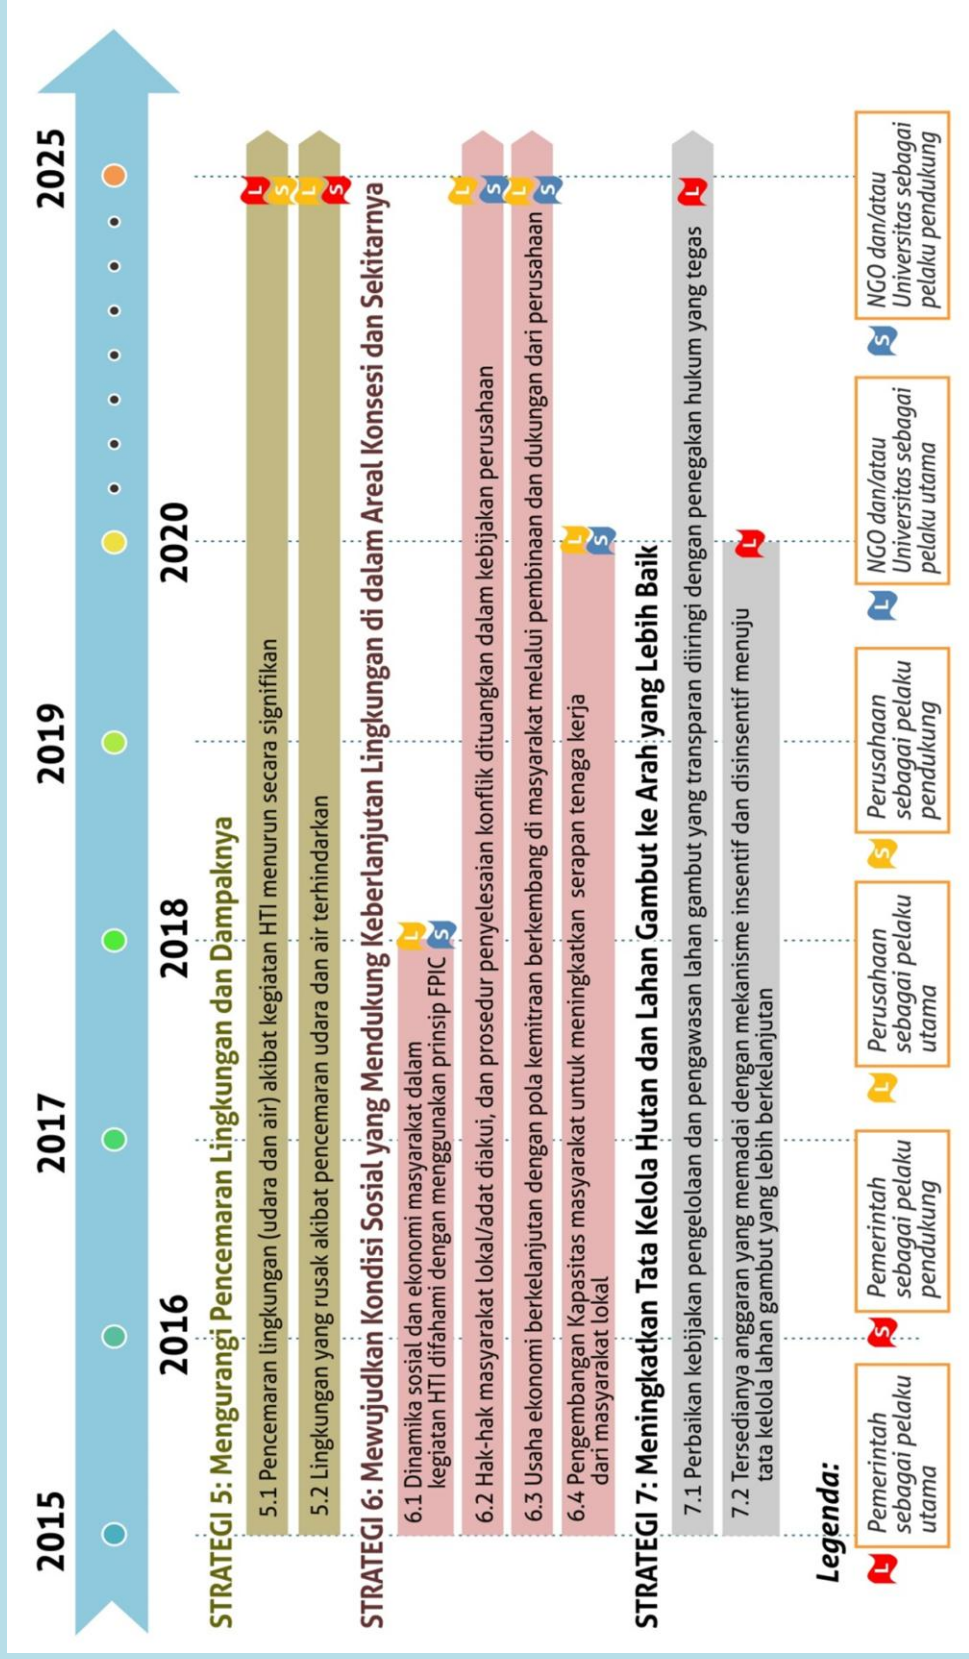 2015
2016
2017
2018
2019
2020
2025
STRATEGI 5: Mengurangi Pencemaran Lingkungan dan Dampaknya
5.1 Pencemaran lingkungan (udara dan air) akibat kegiatan HTI menurun secara signifikan
L
S
5.2 Lingkungan yang rusak akibat pencemaran udara dan air terhindarkan
L
S
STRATEGI 6: Mewujudkan Kondisi Sosial yang Mendukung Keberlanjutan Lingkungan di dalam Areal Konsesi dan Sekitarnya
6.1 Dinamika sosial dan ekonomi masyarakat dalam
kegiatan HTI difahami dengan menggunakan prinsip FPIC
L
S
6.2 Hak-hak masyarakat lokal/adat diakui, dan prosedur penyelesaian konflik dituangkan dalam kebijakan perusahaan
L
S
6.3 Usaha ekonomi berkelanjutan dengan pola kemitraan berkembang di masyarakat melalui pembinaan dan dukungan dari perusahaan
L
S
6.4 Pengembangan Kapasitas masyarakat untuk meningkatkan serapan tenaga kerja
dari masyarakat lokal
L
S
STRATEGI 7: Meningkatkan Tata Kelola Hutan dan Lahan Gambut ke Arah yang Lebih Baik
7.1 Perbaikan kebijakan pengelolaan dan pengawasan lahan gambut yang transparan diiringi dengan penegakan hukum yang tegas
L
7.2 Tersedianya anggaran yang memadai dengan mekanisme insentif dan disinsentif menuju
tata kelola lahan gambut yang lebih berkelanjutan
L
Legenda:
L
Pemerintah
sebagai pelaku
utama
S
Pemerintah
sebagai pelaku
pendukung
L
Perusahaan
sebagai pelaku
utama
S
Perusahaan
sebagai pelaku
pendukung
L
NGO dan/atau
Universitas sebagai
pelaku utama
S
NGO dan/atau
Universitas sebagai
pelaku pendukung